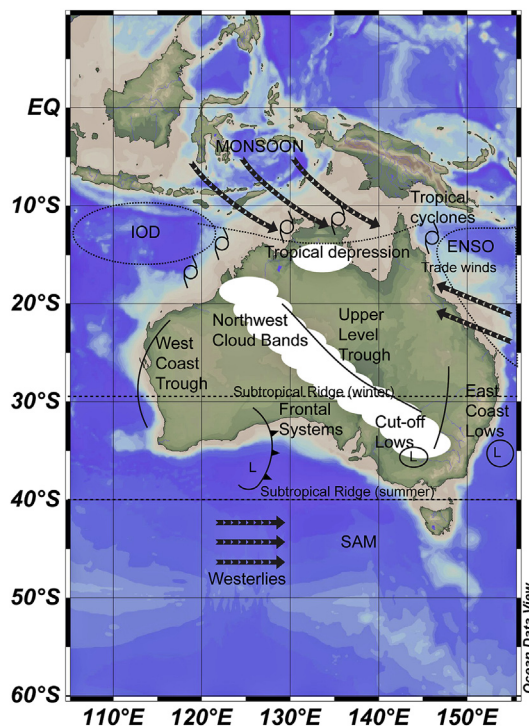 EQ
MONSOON
10°S
Tropical
cyclones
IOD
ENSO
Tropical depression
Trade winds
20°S
Northwest
Cloud Bands
Upper
Level
Trough
West
Coast
Trough
Subtropical Ridge (winter)
30°S
East
Coast
Lows
Frontal
Systems
Cut-off
Lows
L
L
L
Subtropical Ridge (summer)
40°S
SAM
Westerlies
50°S
60°S
110°E
120°E
130°E
140°E
150°E
Ocean Data View